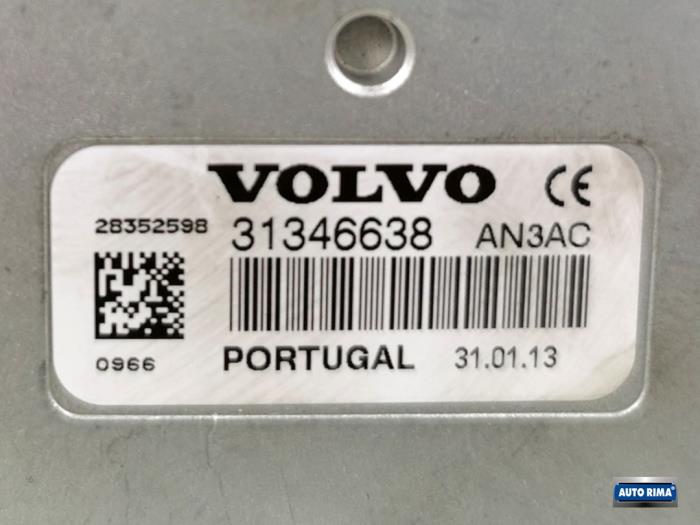 VOLVO CE
28352598 31346638 AN3AC
0966 PORTUGAL 31.01.13
AUTO RIMA